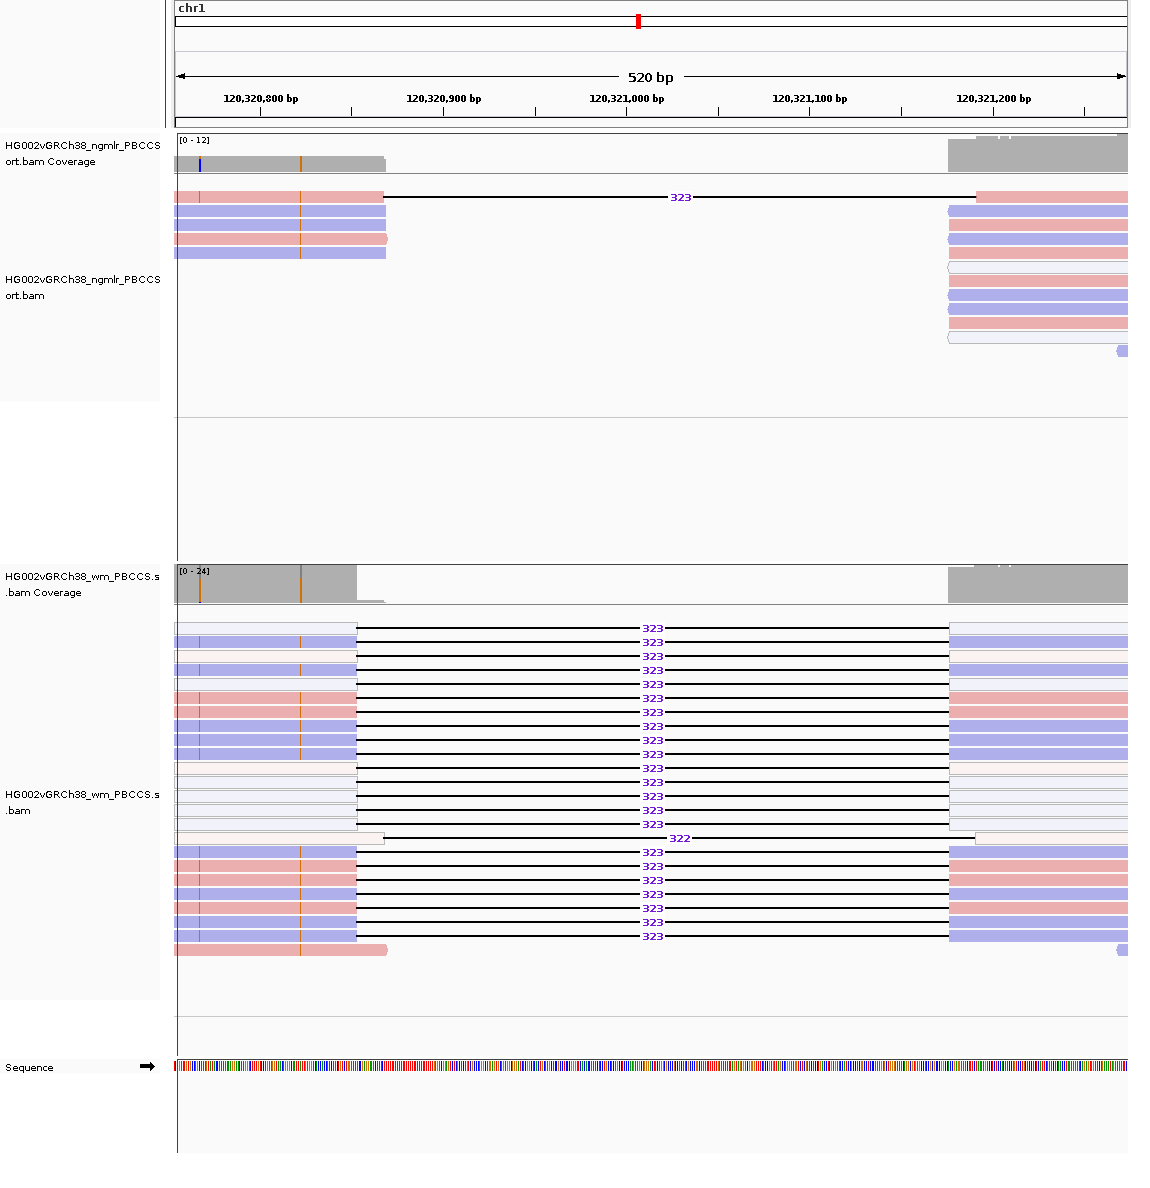 chr1
520 bp
120,320,800 bp 120,320,900 bp 120,321,000 bp 120,321,100 bp 120,321,200 bp
HG002vGRCh38_ngmlr_PBCCS
ort.bam Coverage
[0 - 12]
323
HG002vGRCh38_ngmlr_PBCCS
ort.bam
HG002vGRCh38_wm_PBCCS.s
.bam Coverage
[0 - 24]
323
323
323
323
323
323
323
323
323
323
323
323
323
HG002vGRCh38_wm_PBCCS.s
.bam
323
323
322
323
323
323
323
323
323
323
Sequence